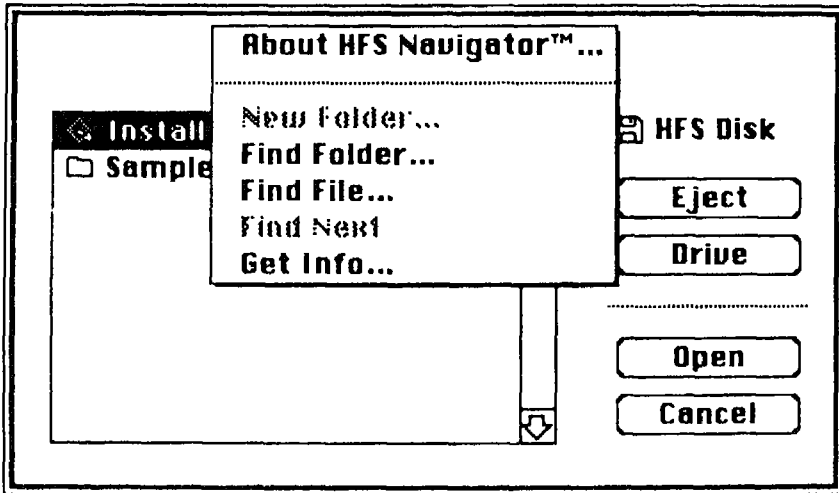 About HFS Navigator™...
New Folder...
Find Folder...
Find File...
Find Next
Get Info...
Install
Sample
HFS Disk
Eject
Drive
Open
Cancel